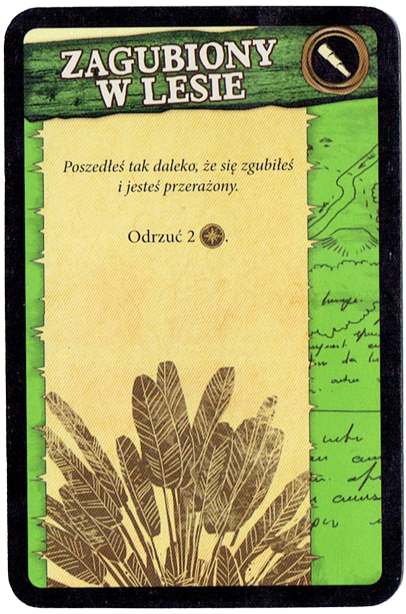 ZAGUBIONY
W LESIE
Poszedłeś tak daleko, że się zgubiłeś
i jesteś przerażony.
Odrzuć 2 .